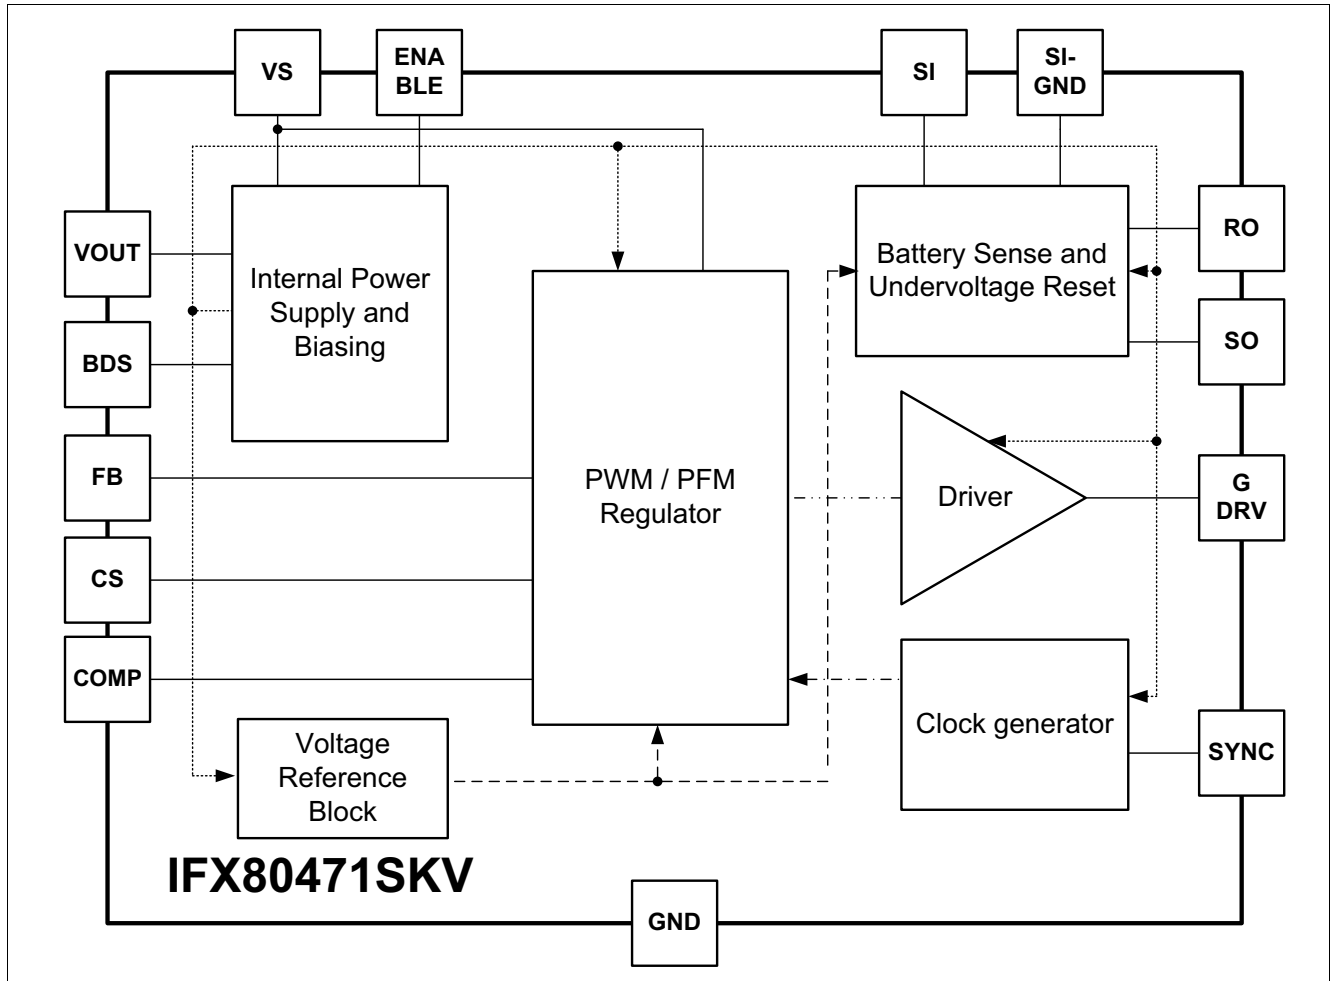 VS
ENA
BLE
SI
SI-
GND
VOUT
BDS
FB
CS
COMP
Internal Power
Supply and
Biasing
PWM / PFM
Regulator
Battery Sense and
Undervoltage Reset
RO
SO
Driver
G
DRV
Clock generator
SYNC
Voltage
Reference
Block
IFX80471SKV
GND